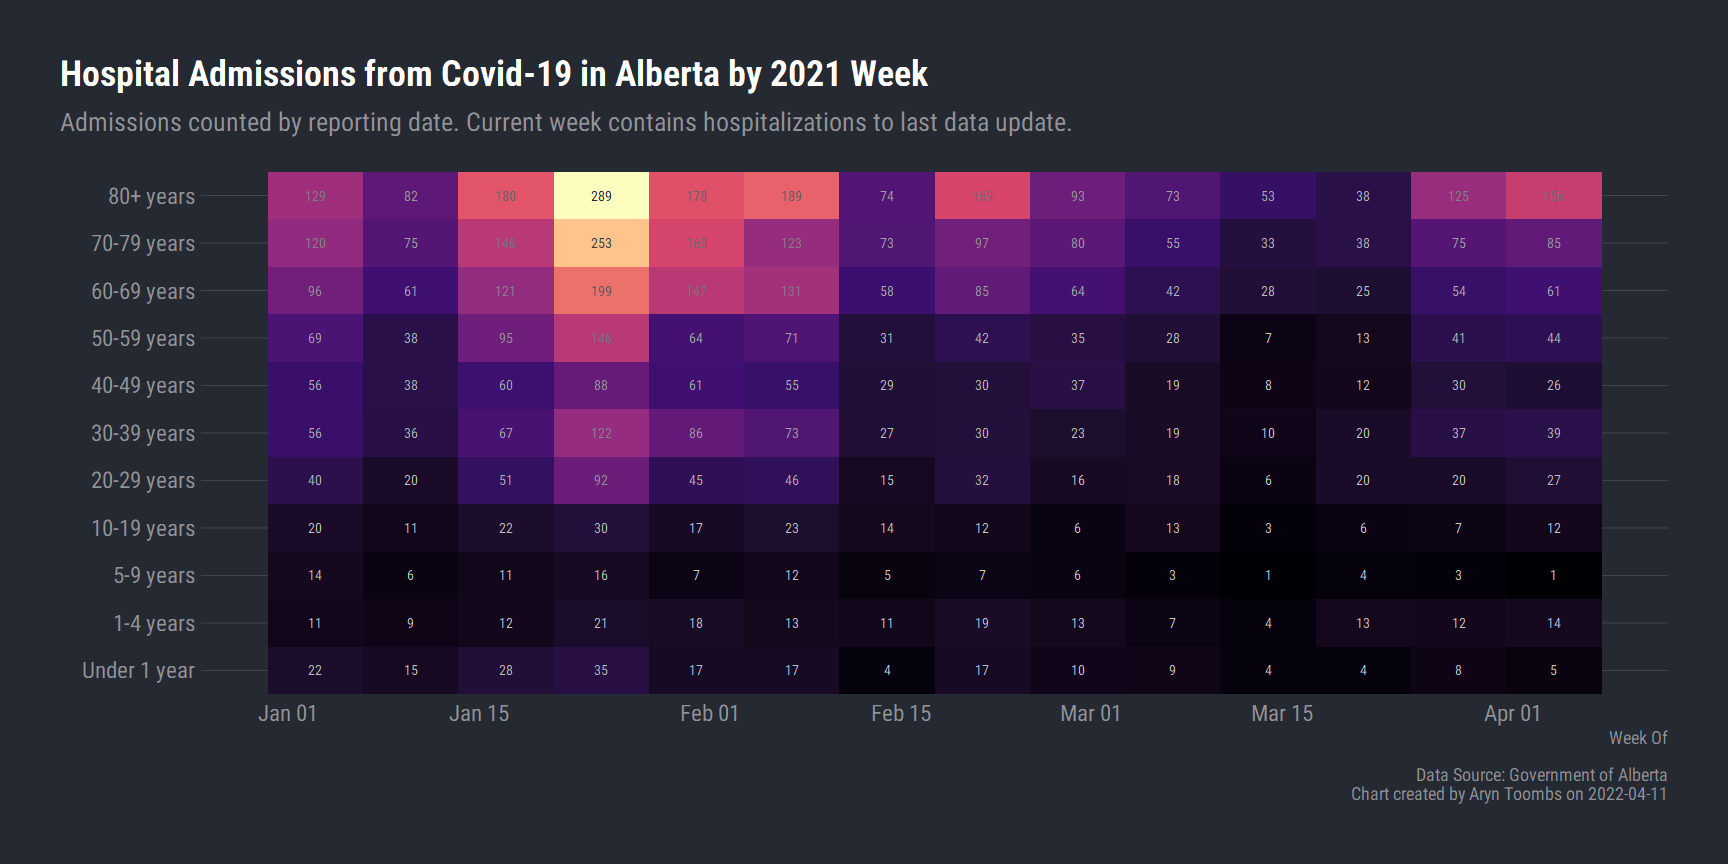 Hospital Admissions from Covid-19 in Alberta by 2021 Week
Admissions counted by reporting date. Current week contains hospitalizations to last data update.
80+ years 129 82 180 289 178 189 74 169 93 73 53 38 125 156
70-79 years 120 75 146 253 168 123 73 97 80 55 33 38 75 85
60-69 years 96 61 121 199 147 131 58 85 64 42 28 25 54 61
50-59 years 69 38 95 146 64 71 31 42 35 28 7 13 41 44
40-49 years 56 38 60 88 61 55 29 30 37 19 8 12 30 26
30-39 years 56 36 67 122 86 73 27 30 23 19 10 20 37 39
20-29 years 40 20 51 92 45 46 15 32 16 18 6 20 20 27
10-19 years 20 11 22 30 17 23 14 12 6 13 3 6 7 12
5-9 years 14 6 11 16 7 12 5 7 6 3 1 4 3 1
1-4 years 11 9 12 21 18 13 11 19 13 7 4 13 12 14
Under 1 year 22 15 28 35 17 17 4 17 10 9 4 4 8 5
Jan 01 Jan 15 Feb 01 Feb 15 Mar 01 Mar 15 Apr 01
Week Of
Data Source: Government of Alberta
Chart created by Aryn Toombs on 2022-04-11